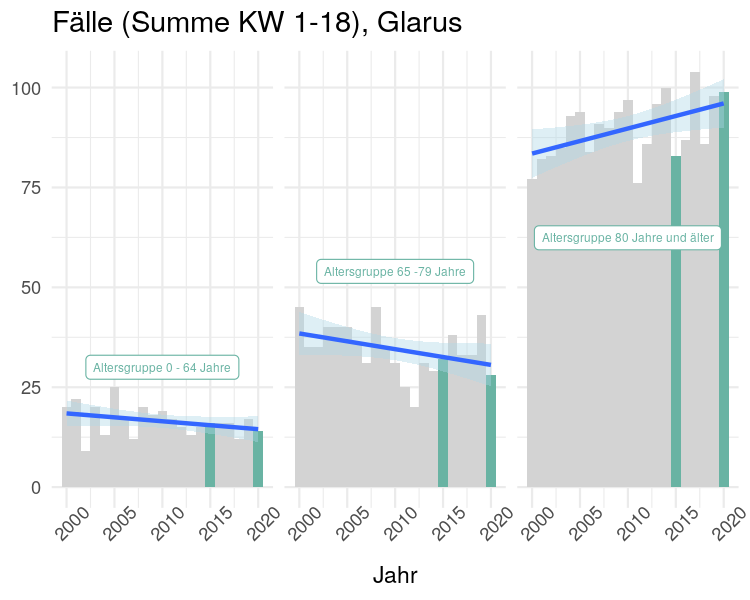 Fälle (Summe KW 1-18), Glarus
100
75
50
25
0
Altersgruppe 0 - 64 Jahre
Altersgruppe 65 -79 Jahre
Altersgruppe 80 Jahre und älter
2000 2005 2010 2015 2020
2000 2005 2010 2015 2020
2000 2005 2010 2015 2020
Jahr